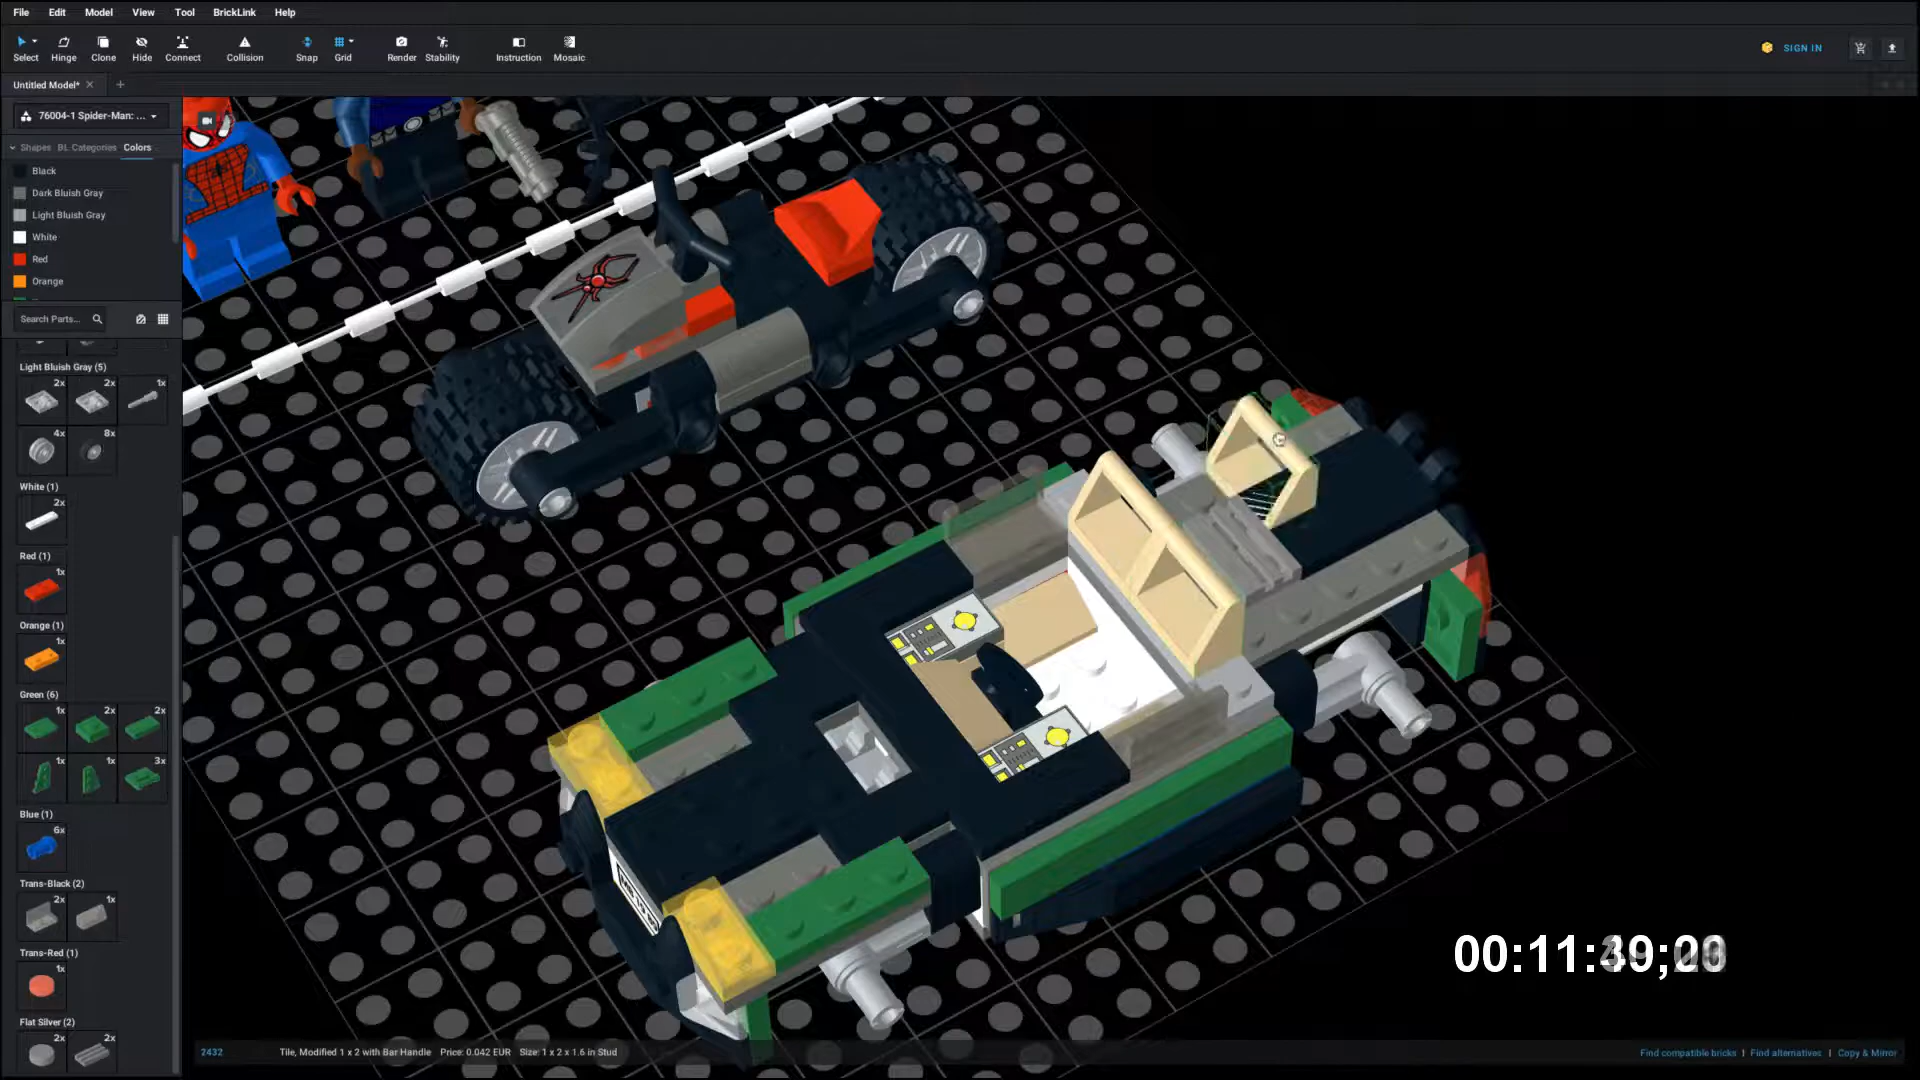 File Edit Model View Tool BrickLink Help
Select Hinge Clone Hide Connect Collision Snap Grid Render Stability Instruction Mosaic
SIGN IN
Untitled Model*
76004-1 Spider-Man: ...
Shapes BL Categories Colors
Black
Dark Bluish Gray
Light Bluish Gray
White
Red
Orange
Search Parts...
Light Bluish Gray (5)
2x 2x 1x
4x 8x
White (1)
2x
Red (1)
1x
Orange (1)
1x
Green (6)
1x 2x 2x
1x 1x 3x
Blue (1)
6x
Trans-Black (2)
2x 1x
Trans-Red (1)
1x
Flat Silver (2)
2x 2x
2432 Tile, Modified 1 x 2 with Bar Handle Price: 0.042 EUR Size: 1 x 2 x 1.6 in Stud
Find compatible bricks | Find alternatives | Copy & Mirror